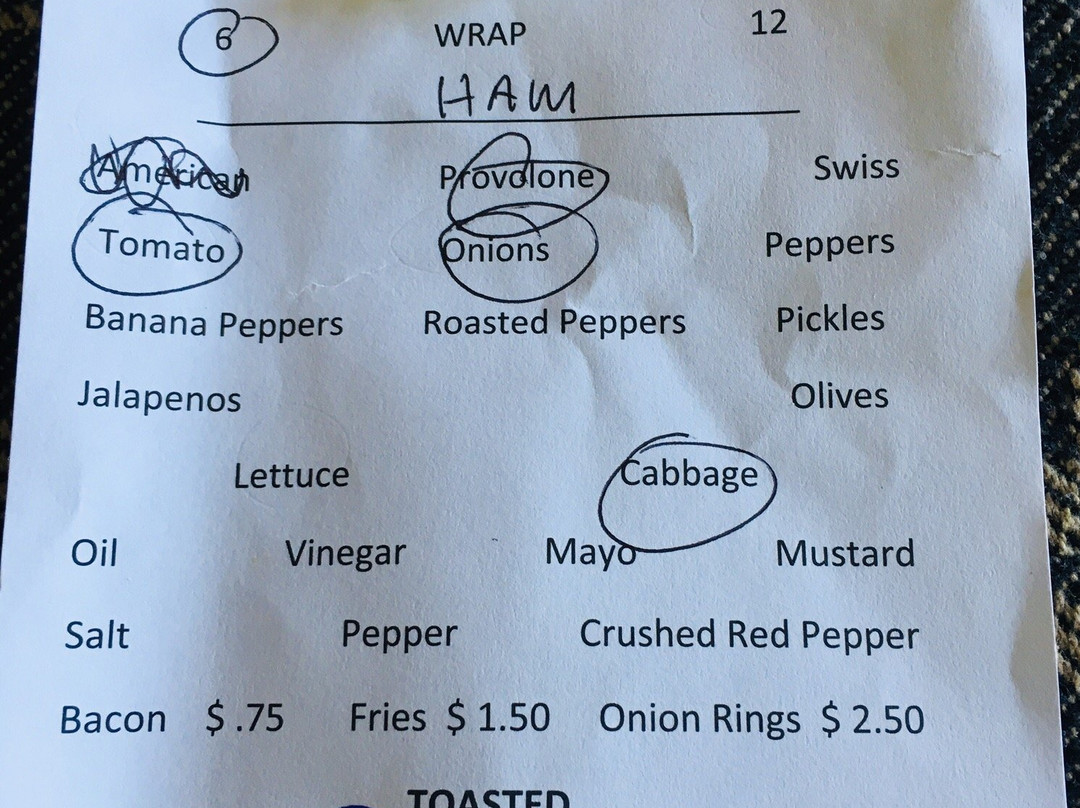 6 WRAP 12
HAM
American Provolone Swiss
Tomato Onions Peppers
Banana Peppers Roasted Peppers Pickles
Jalapenos Olives
Lettuce Cabbage
Oil Vinegar Mayo Mustard
Salt Pepper Crushed Red Pepper
Bacon $ .75 Fries $ 1.50 Onion Rings $ 2.50
TOASTED